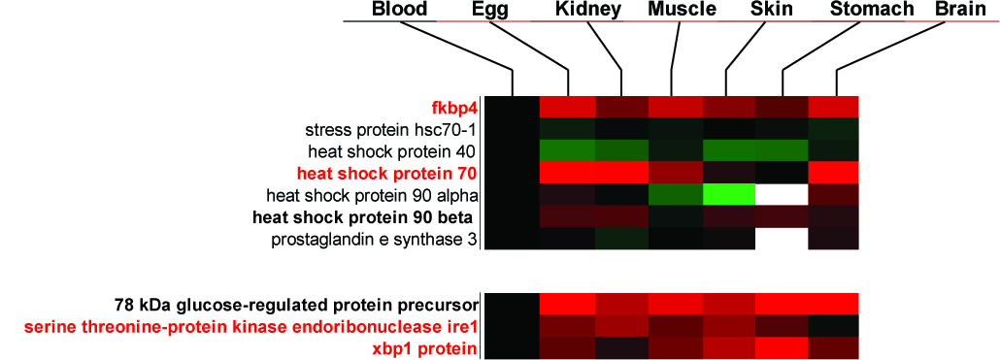 Blood Egg Kidney Muscle Skin Stomach Brain
fkbp4
stress protein hsc70-1
heat shock protein 40
heat shock protein 70
heat shock protein 90 alpha
heat shock protein 90 beta
prostaglandin e synthase 3
78 kDa glucose-regulated protein precursor
serine threonine-protein kinase endoribonuclease ire1
xbp1 protein